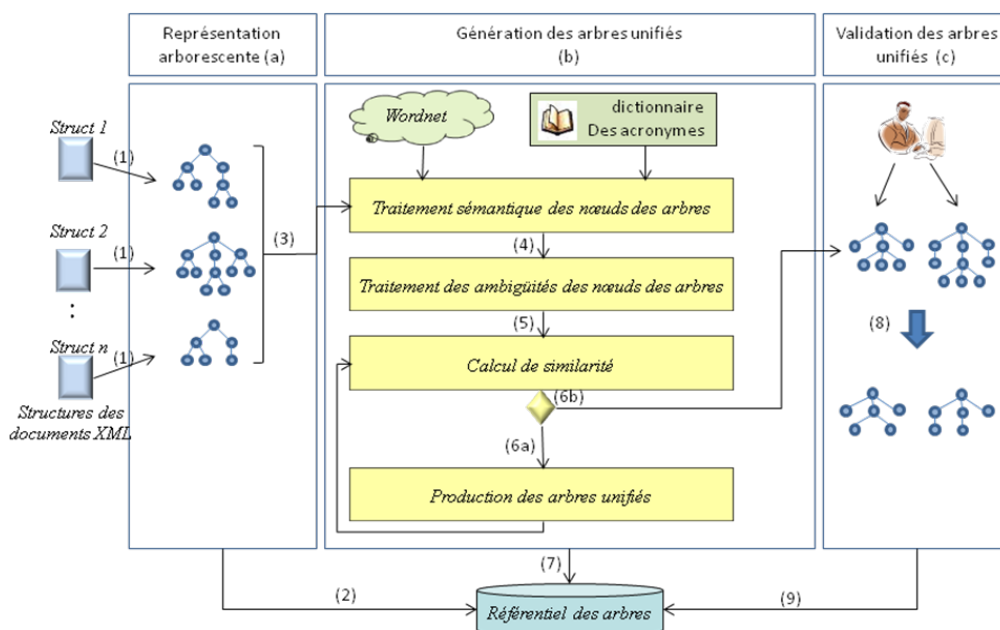 Représentation
arborescente (a)
Génération des arbres unifiés
(b)
Validation des arbres
unifiés (c)
Struct 1
(1)
Struct 2
(1)
:
Struct n
(1)
Structures des
documents XML
(3)
Wordnet
dictionnaire
Des acronymes
Traitement sémantique des nœuds des arbres
(4)
Traitement des ambigüités des nœuds des arbres
(5)
Calcul de similarité
(6b)
(6a)
Production des arbres unifiés
(8)
(2)
(7)
(9)
Référentiel des arbres